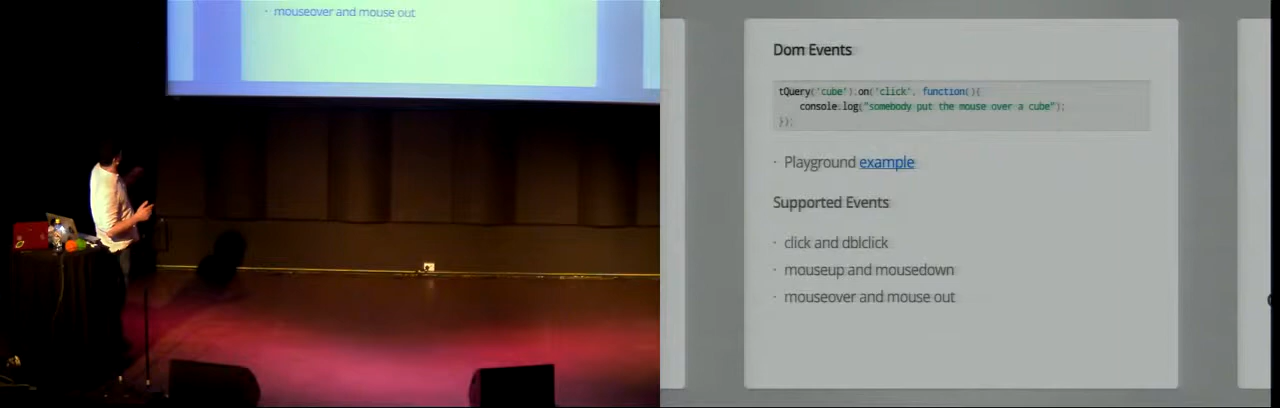 · mouseover and mouse out
Dom Events
tQuery('cube').on('click', function(){
console.log("somebody put the mouse over a cube");
});
· Playground example
Supported Events
· click and dblclick
· mouseup and mousedown
· mouseover and mouse out